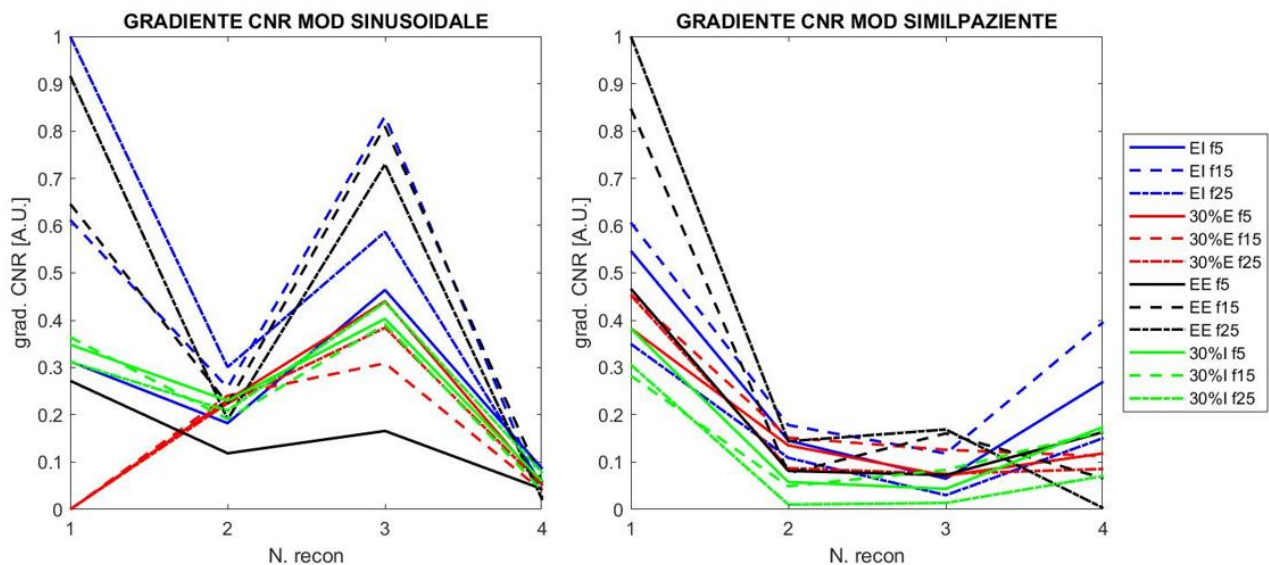 GRADIENTE CNR MOD SINUSOIDALE
1
0.9
0.8
0.7
0.6
0.5
0.4
0.3
0.2
0.1
0
grad. CNR [A.U.]
1 2 3 4
N. recon
GRADIENTE CNR MOD SIMILPAZIENTE
1
0.9
0.8
0.7
0.6
0.5
0.4
0.3
0.2
0.1
0
grad. CNR [A.U.]
1 2 3 4
N. recon
EI f5
EI f15
EI f25
30%E f5
30%E f15
30%E f25
EE f5
EE f15
EE f25
30%I f5
30%I f15
30%I f25